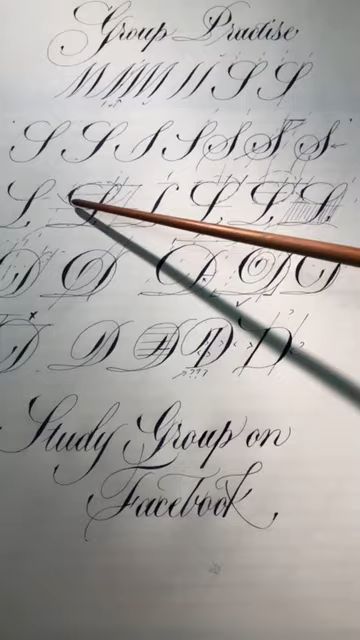 Group Practise
S S
S S S S S S S
L L L L L
D D D D D
D D D D D
Study Group on
Facebook,